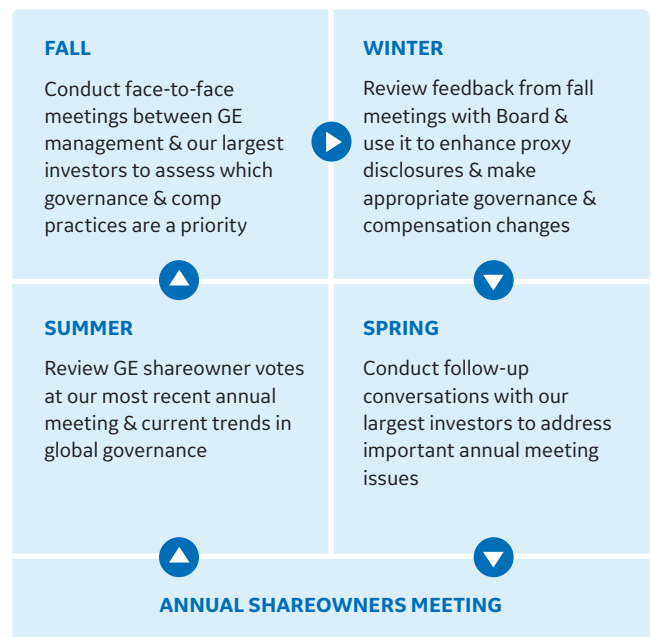 FALL
Conduct face-to-face
meetings between GE
management & our largest
investors to assess which
governance & comp
practices are a priority
WINTER
Review feedback from fall
meetings with Board &
use it to enhance proxy
disclosures & make
appropriate governance &
compensation changes
SUMMER
Review GE shareowner votes
at our most recent annual
meeting & current trends in
global governance
SPRING
Conduct follow-up
conversations with our
largest investors to address
important annual meeting
issues
ANNUAL SHAREOWNERS MEETING